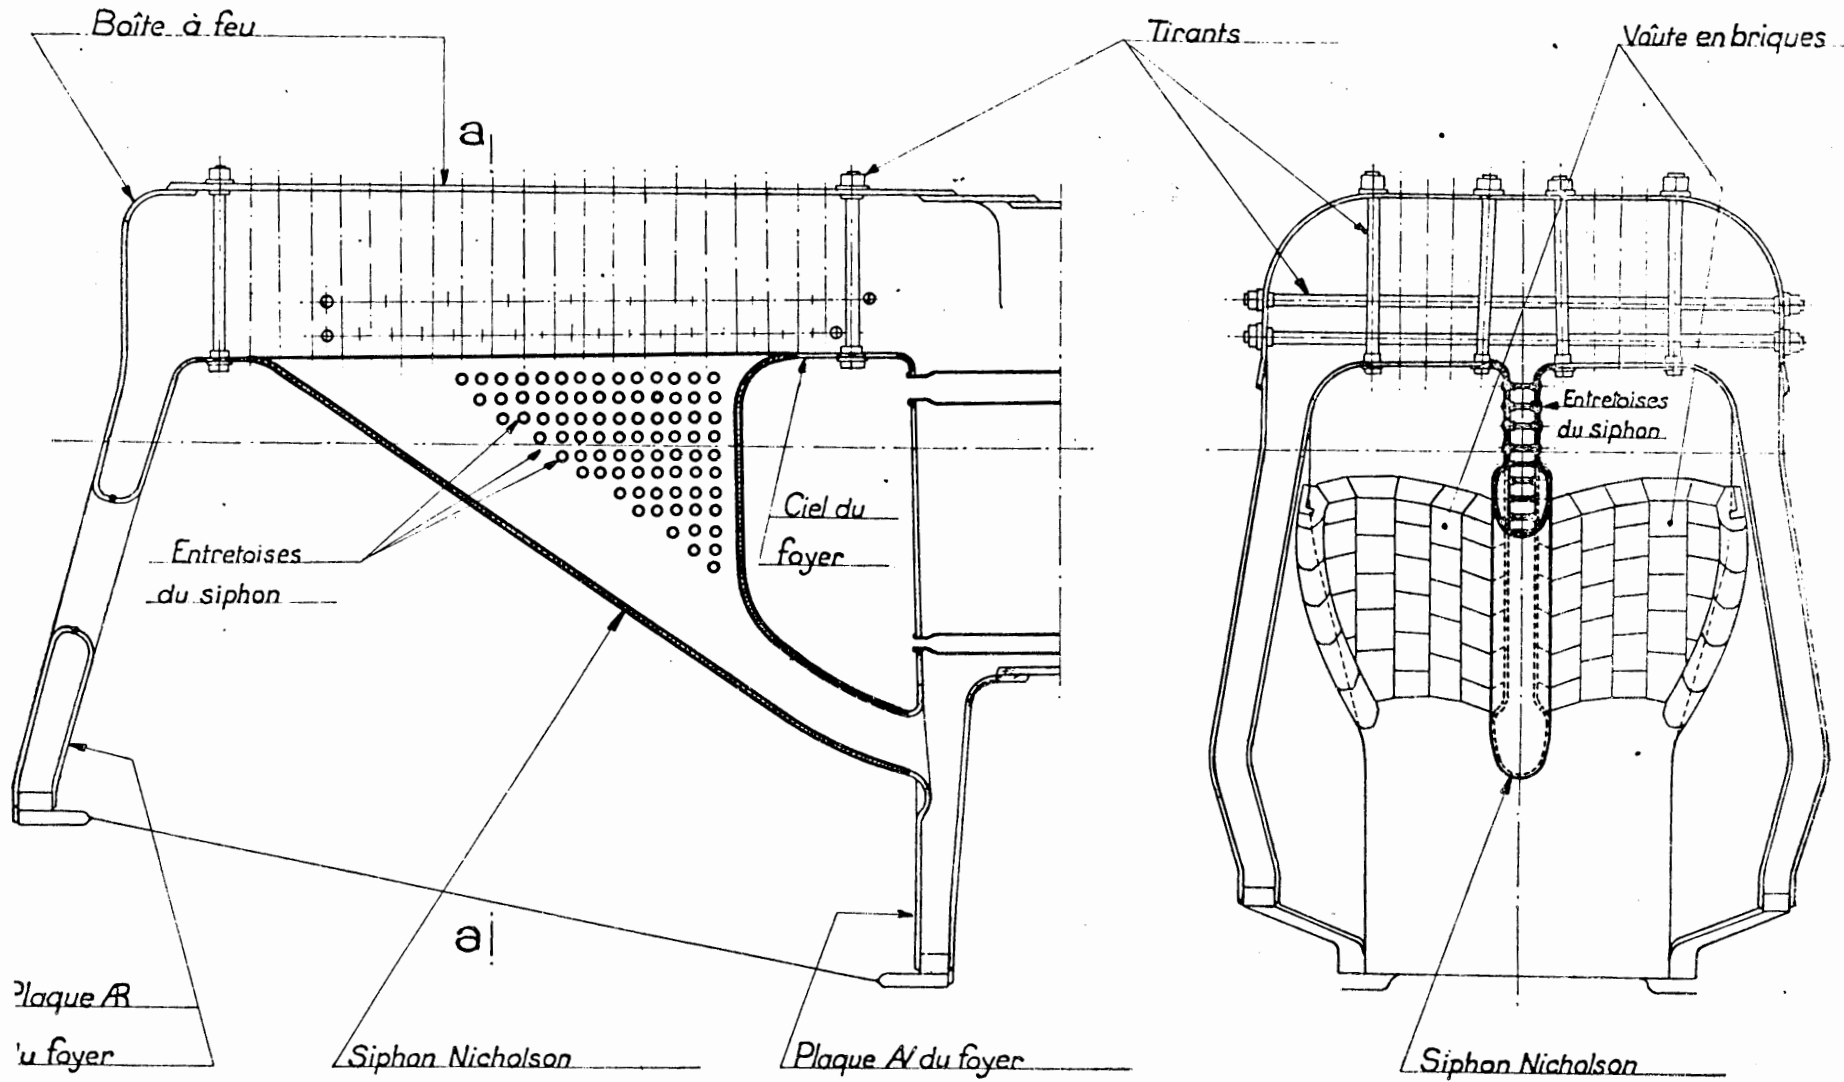 Boîte à feu
Tirants
Voûte en briques
a
Entretoises
du siphon
Ciel du
foyer
Entretoises
du siphon
a
Plaque AR
'u foyer
Siphon Nicholson
Plaque AV du foyer
Siphon Nicholson